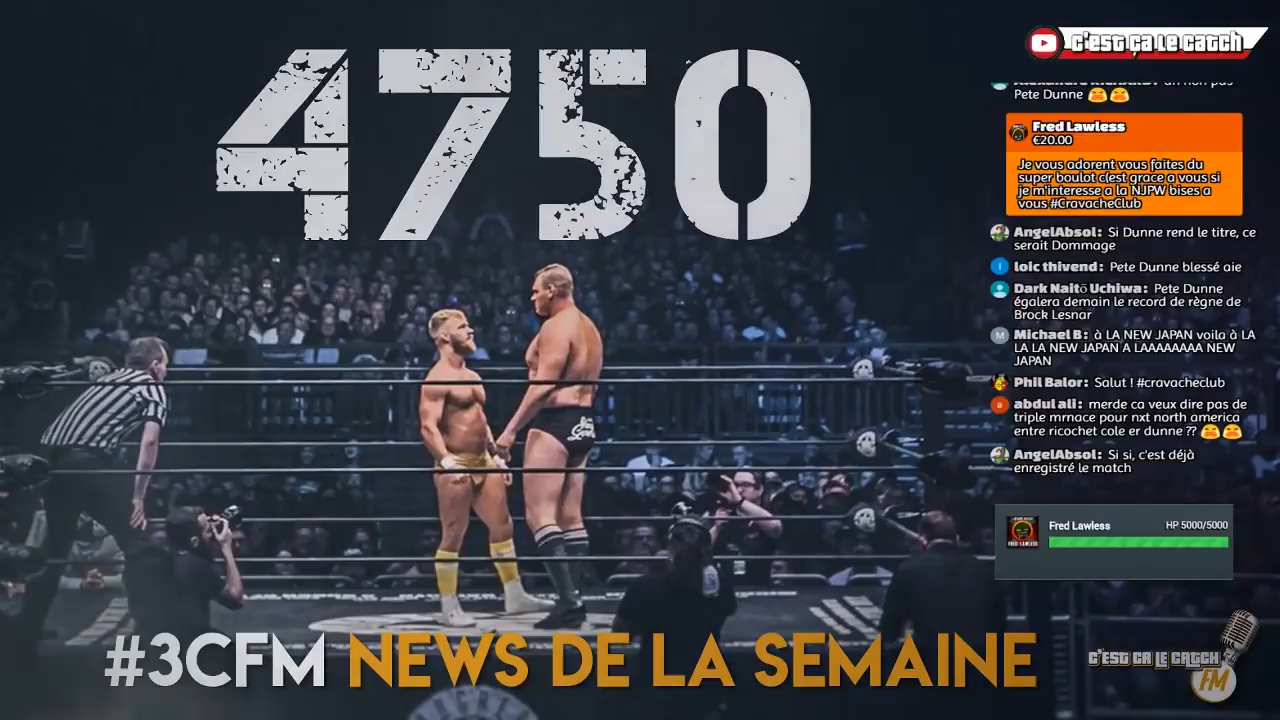 4750
C'EST ÇA LE CATCH
Pete Dunne
Fred Lawless
€20.00
Je vous adorent vous faites du
super boulot c(est grace a vous si
je m'interesse a la NJPW bises a
vous #CravacheClub
AngelAbsol: Si Dunne rend le titre, ce
serait Dommage
loic thivend: Pete Dunne blessé aie
Dark Naitō Uchiwa: Pete Dunne
égalera demain le record de règne de
Brock Lesnar
M
Michael B: à LA NEW JAPAN voila à LA
LA LA NEW JAPAN A LAAAAAAA NEW
JAPAN
Phil Balor: Salut ! #cravacheclub
a
abdul ali: merde ca veux dire pas de
triple mrnace pour nxt north america
entre ricochet cole er dunne ??
AngelAbsol: Si si, c'est déjà
enregistré le match
Fred Lawless HP 5000/5000
#3CFM NEWS DE LA SEMAINE
C'EST ÇA LE CATCH
FM